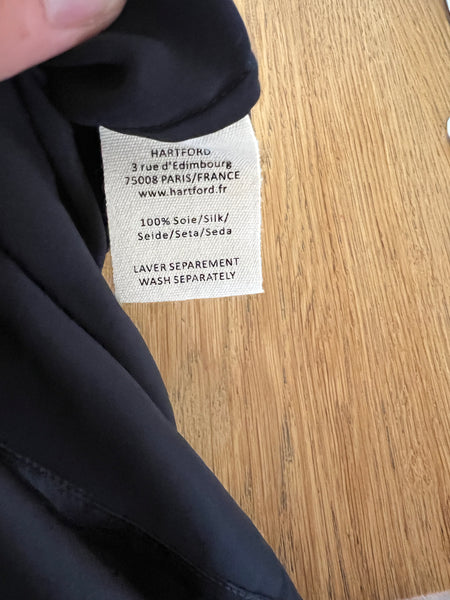 HARTFORD
3 rue d'Edimbourg
75008 PARIS/FRANCE
www.hartford.fr
100% Soie/Silk/
Seide/Seta/Seda
LAVER SEPAREMENT
WASH SEPARATELY